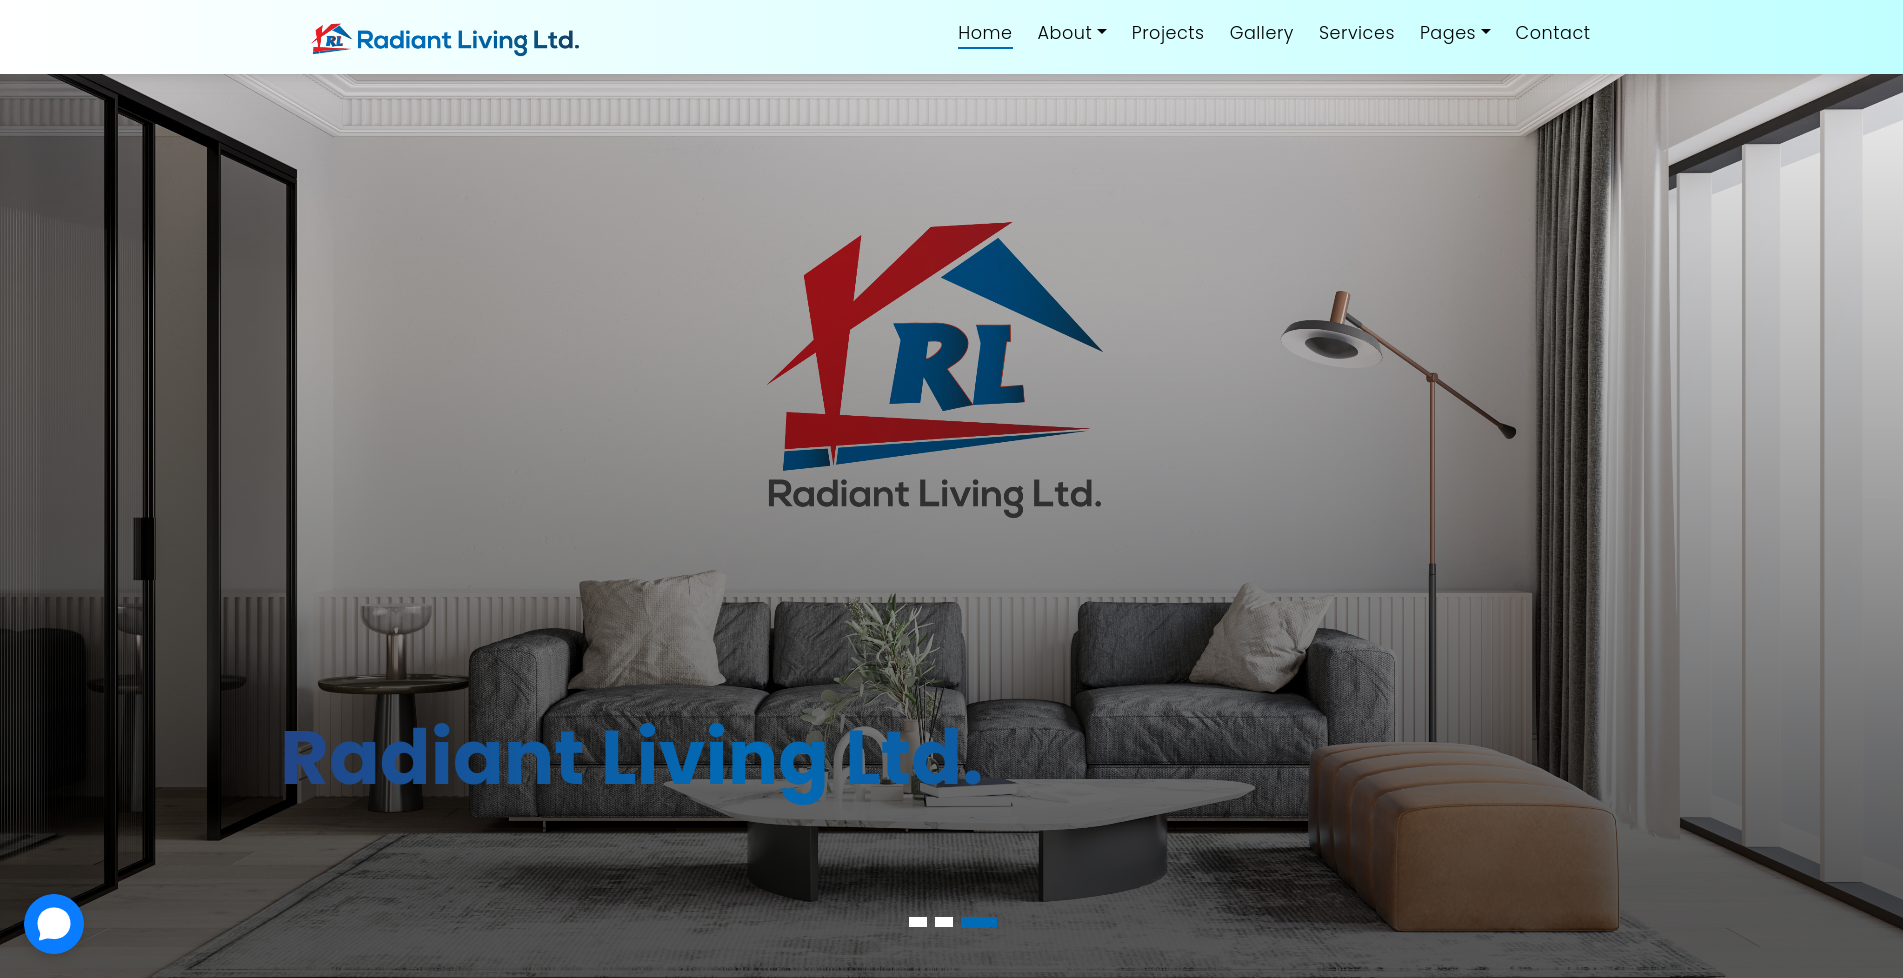 RL Radiant Living Ltd.
Home About Projects Gallery Services Pages Contact
RL
Radiant Living Ltd.
Radiant Living Ltd.